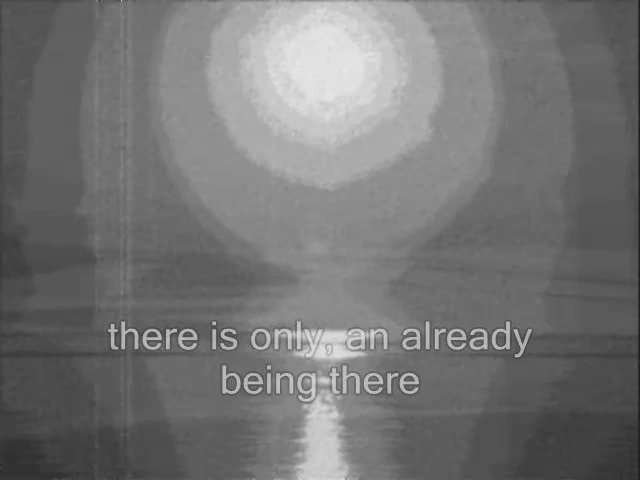 there is only, an already
being there